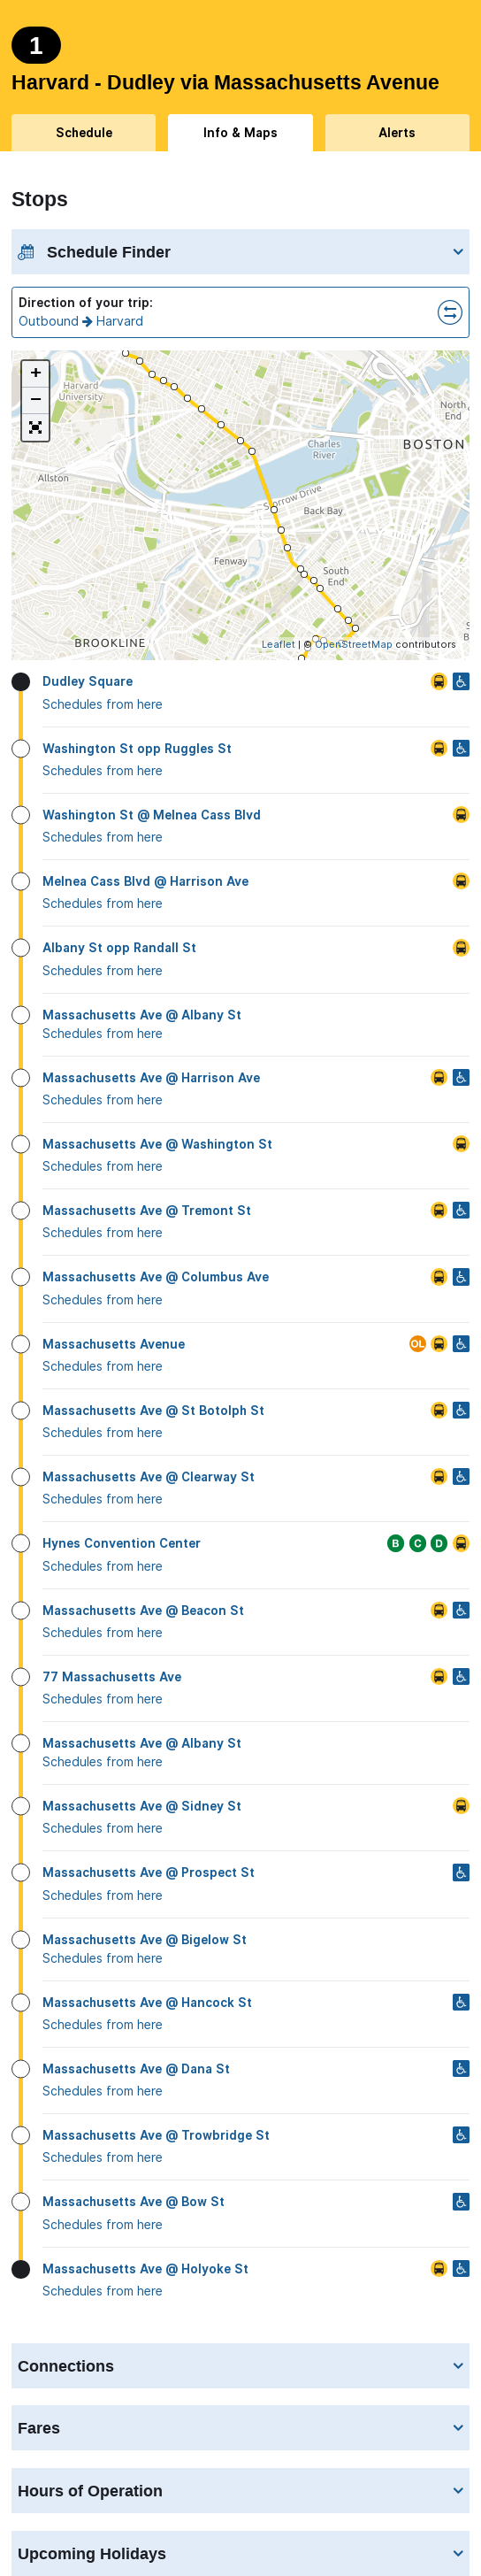 1
Harvard - Dudley via Massachusetts Avenue
Schedule
Info & Maps
Alerts
Stops
Schedule Finder
Direction of your trip:
Outbound → Harvard
+
−
Harvard
University
North
End
BOSTON
Charles
River
Allston
Storrow Drive
Back Bay
Fenway
South
End
BROOKLINE
Leaflet | © OpenStreetMap contributors
Dudley Square
Schedules from here
Washington St opp Ruggles St
Schedules from here
Washington St @ Melnea Cass Blvd
Schedules from here
Melnea Cass Blvd @ Harrison Ave
Schedules from here
Albany St opp Randall St
Schedules from here
Massachusetts Ave @ Albany St
Schedules from here
Massachusetts Ave @ Harrison Ave
Schedules from here
Massachusetts Ave @ Washington St
Schedules from here
Massachusetts Ave @ Tremont St
Schedules from here
Massachusetts Ave @ Columbus Ave
Schedules from here
Massachusetts Avenue OL
Schedules from here
Massachusetts Ave @ St Botolph St
Schedules from here
Massachusetts Ave @ Clearway St
Schedules from here
Hynes Convention Center B C D
Schedules from here
Massachusetts Ave @ Beacon St
Schedules from here
77 Massachusetts Ave
Schedules from here
Massachusetts Ave @ Albany St
Schedules from here
Massachusetts Ave @ Sidney St
Schedules from here
Massachusetts Ave @ Prospect St
Schedules from here
Massachusetts Ave @ Bigelow St
Schedules from here
Massachusetts Ave @ Hancock St
Schedules from here
Massachusetts Ave @ Dana St
Schedules from here
Massachusetts Ave @ Trowbridge St
Schedules from here
Massachusetts Ave @ Bow St
Schedules from here
Massachusetts Ave @ Holyoke St
Schedules from here
Connections
Fares
Hours of Operation
Upcoming Holidays